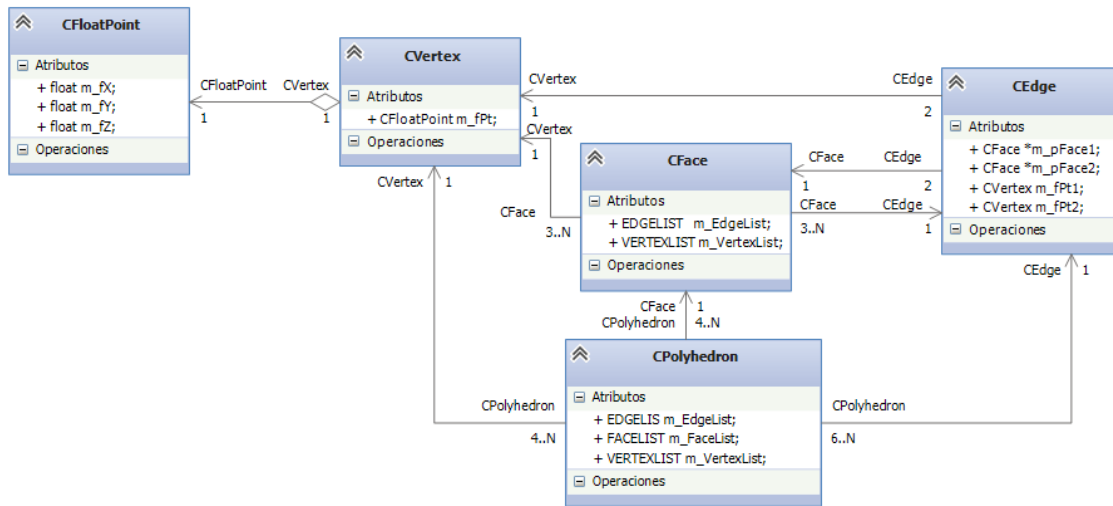 CFloatPoint
Atributos
+ float m_fX;
+ float m_fY;
+ float m_fZ;
Operaciones
CFloatPoint
CVertex
1
1
CVertex
Atributos
+ CFloatPoint m_fPt;
Operaciones
CVertex
CEdge
1
2
CVertex
1
CEdge
Atributos
+ CFace *m_pFace1;
+ CFace *m_pFace2;
+ CVertex m_fPt1;
+ CVertex m_fPt2;
Operaciones
CFace
Atributos
+ EDGELIST m_EdgeList;
+ VERTEXLIST m_VertexList;
Operaciones
CFace
CEdge
1
2
CFace
CEdge
3..N
1
CVertex
1
CFace
3..N
CEdge
1
CFace
1
CPolyhedron
4..N
CPolyhedron
Atributos
+ EDGELIS m_EdgeList;
+ FACELIST m_FaceList;
+ VERTEXLIST m_VertexList;
Operaciones
CPolyhedron
4..N
CPolyhedron
6..N